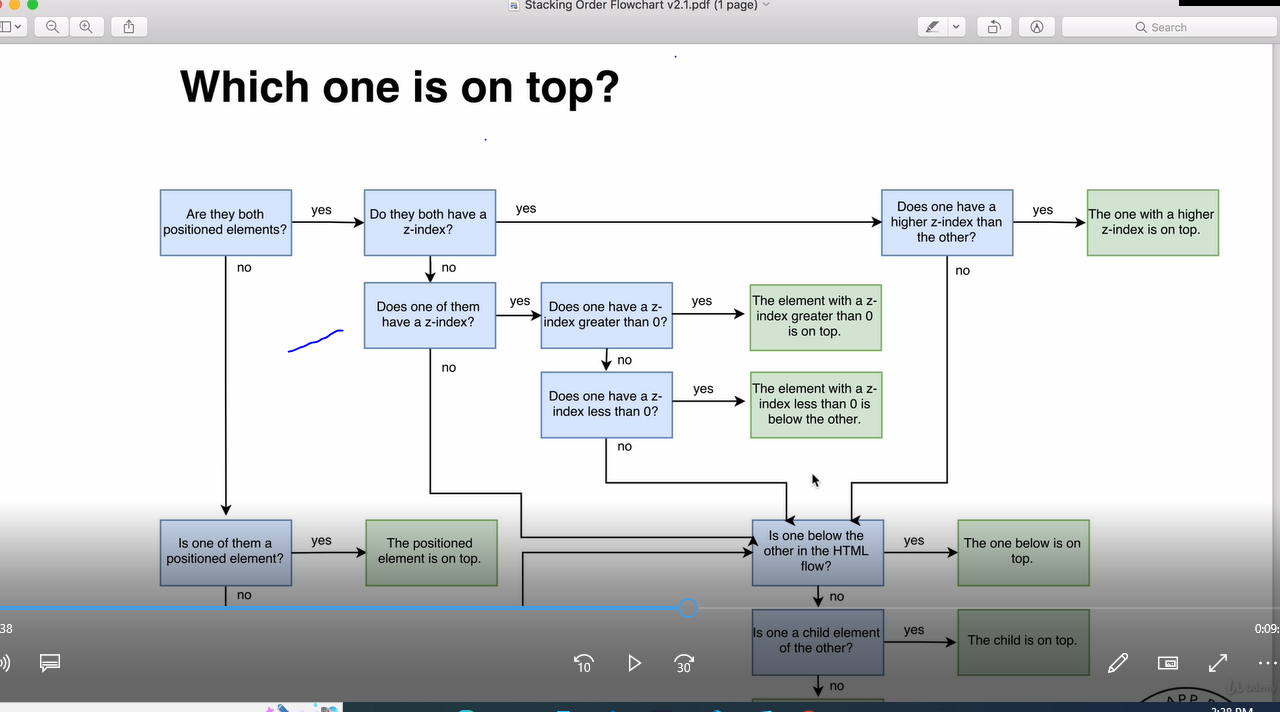 Stacking Order Flowchart v2.1.pdf (1 page)
Search
Which one is on top?
Are they both
positioned elements?
yes
Do they both have a
z-index?
yes
Does one have a
higher z-index than
the other?
yes
The one with a higher
z-index is on top.
no
no
no
Does one of them
have a z-index?
yes
Does one have a z-
index greater than 0?
yes
The element with a z-
index greater than 0
is on top.
no
no
Does one have a z-
index less than 0?
yes
The element with a z-
index less than 0 is
below the other.
no
Is one of them a
positioned element?
yes
The positioned
element is on top.
Is one below the
other in the HTML
flow?
yes
The one below is on
top.
no
no
Is one a child element
of the other?
yes
The child is on top.
no
38
0:09:
10
30
Udemy
APP